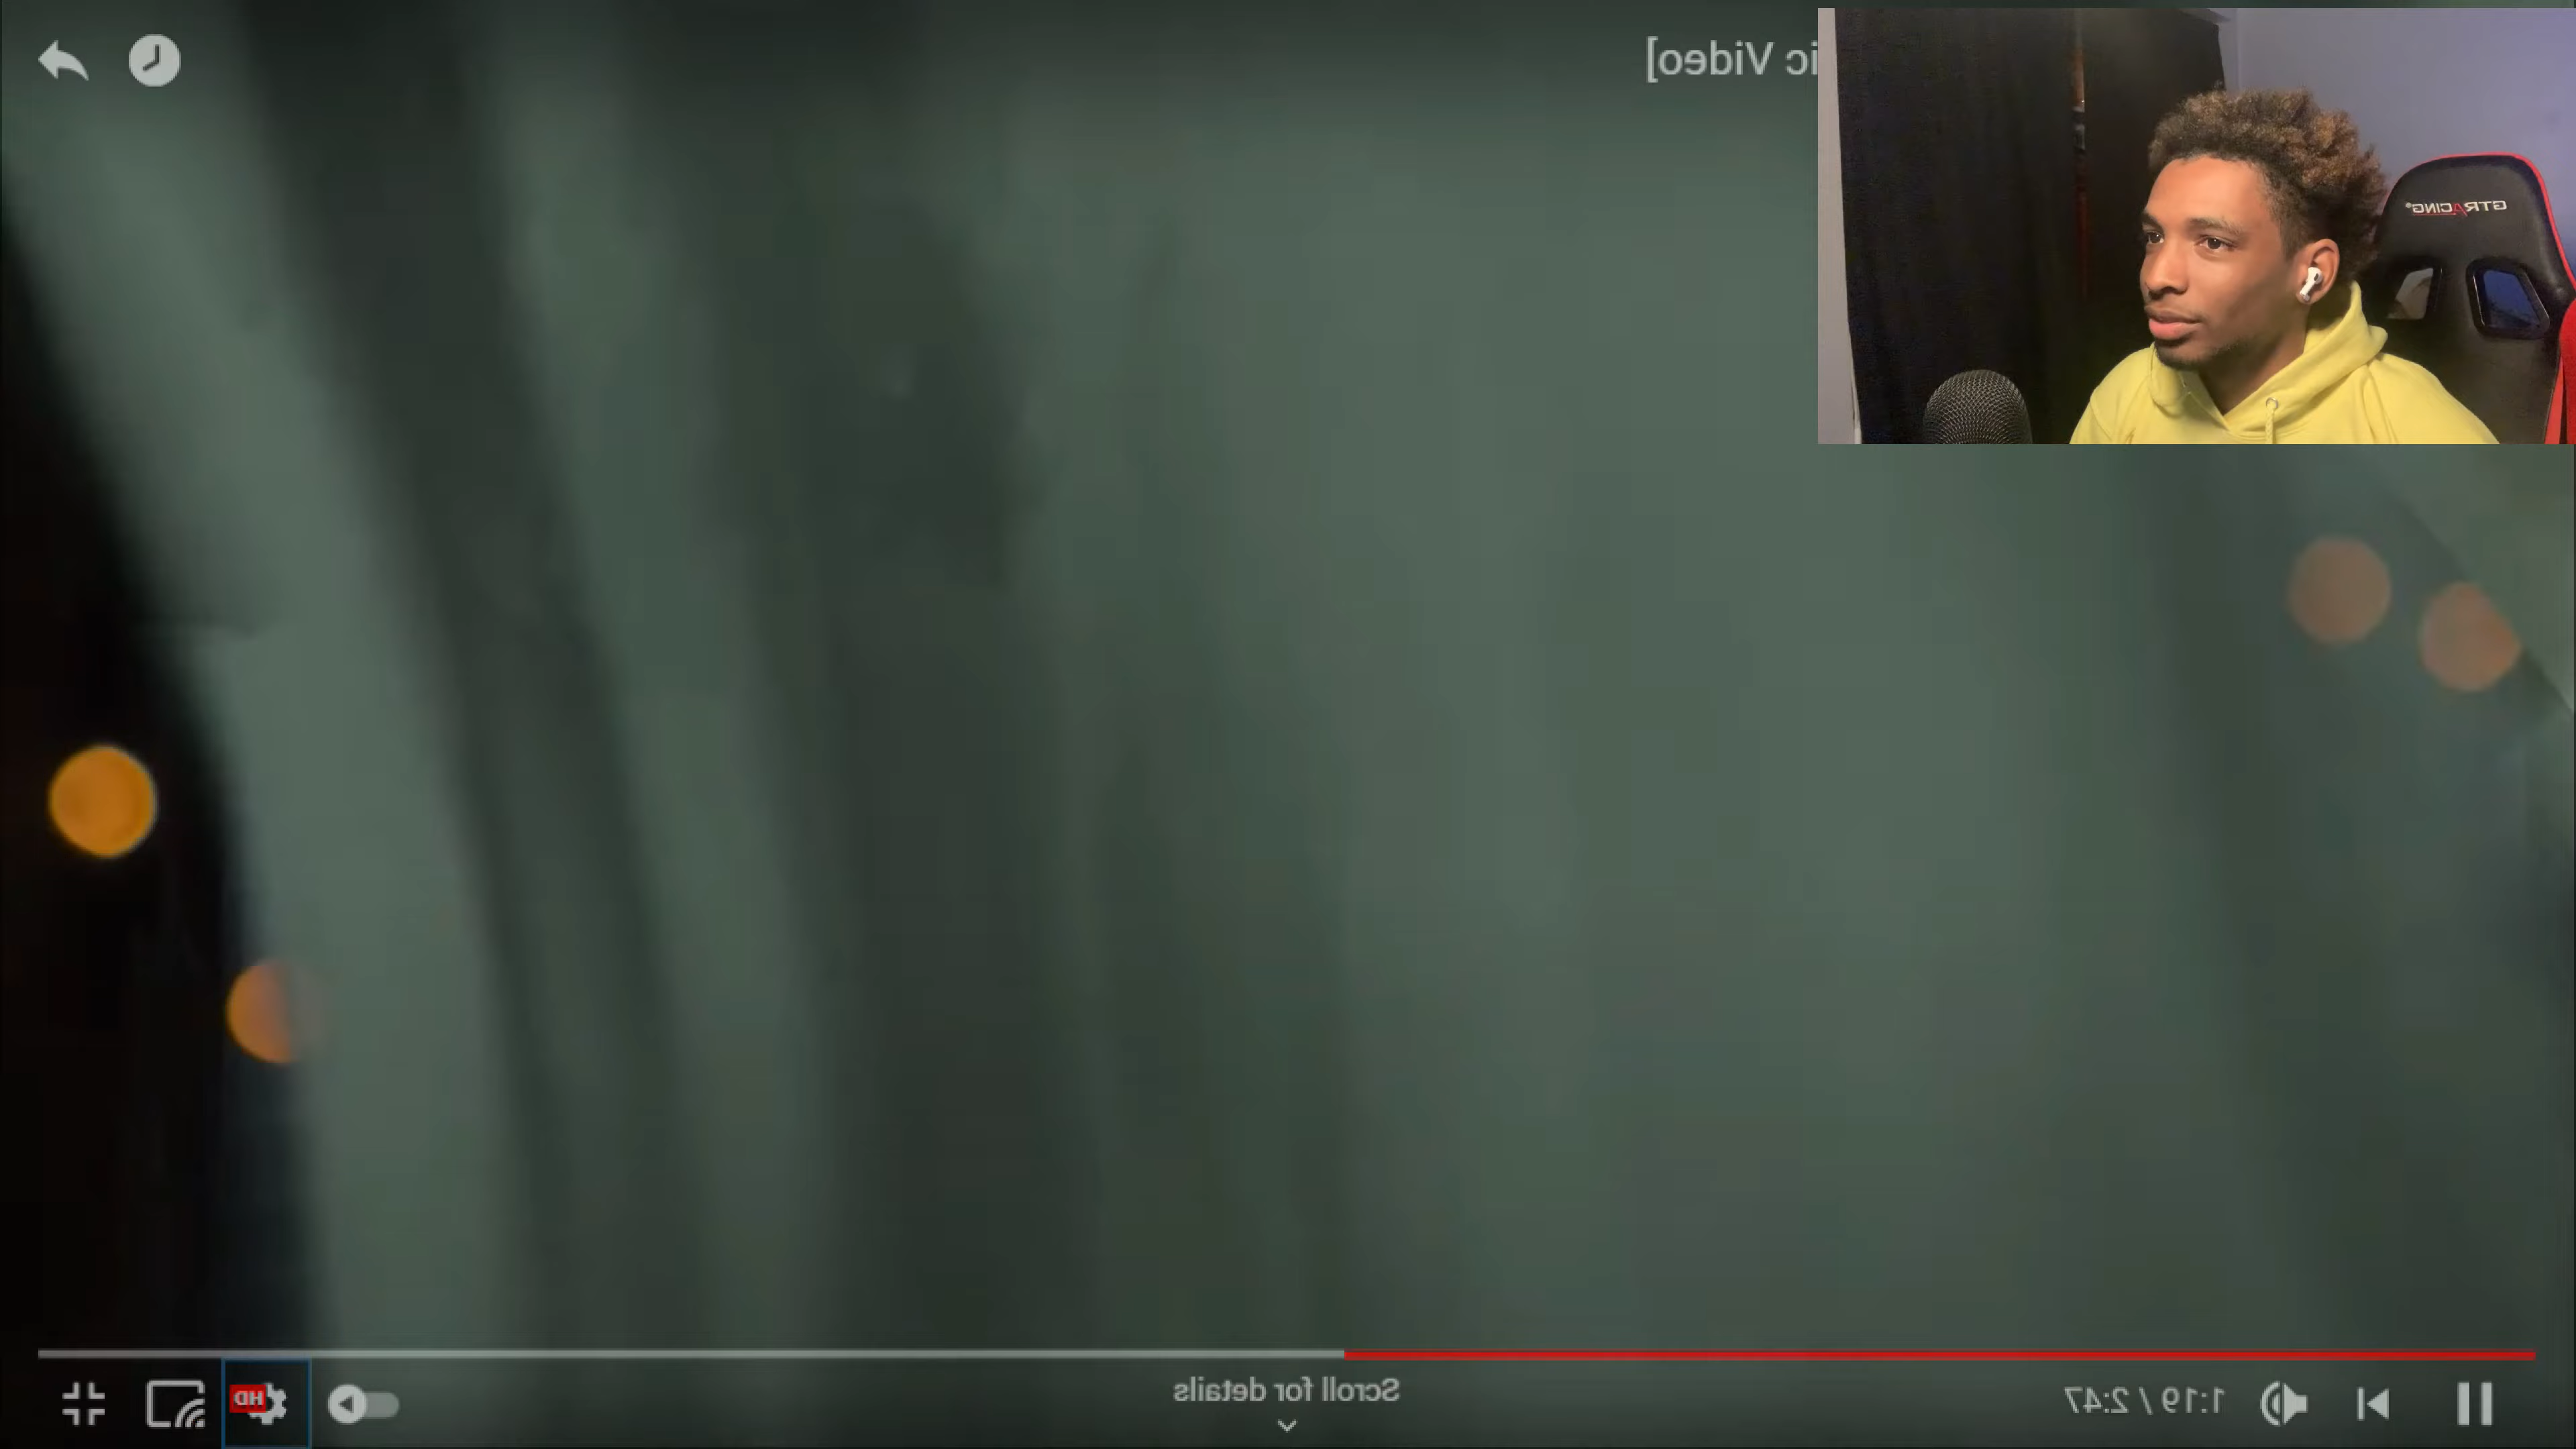 ic Video]
GTRACING®
Scroll for details
1:19 / 2:47
HD